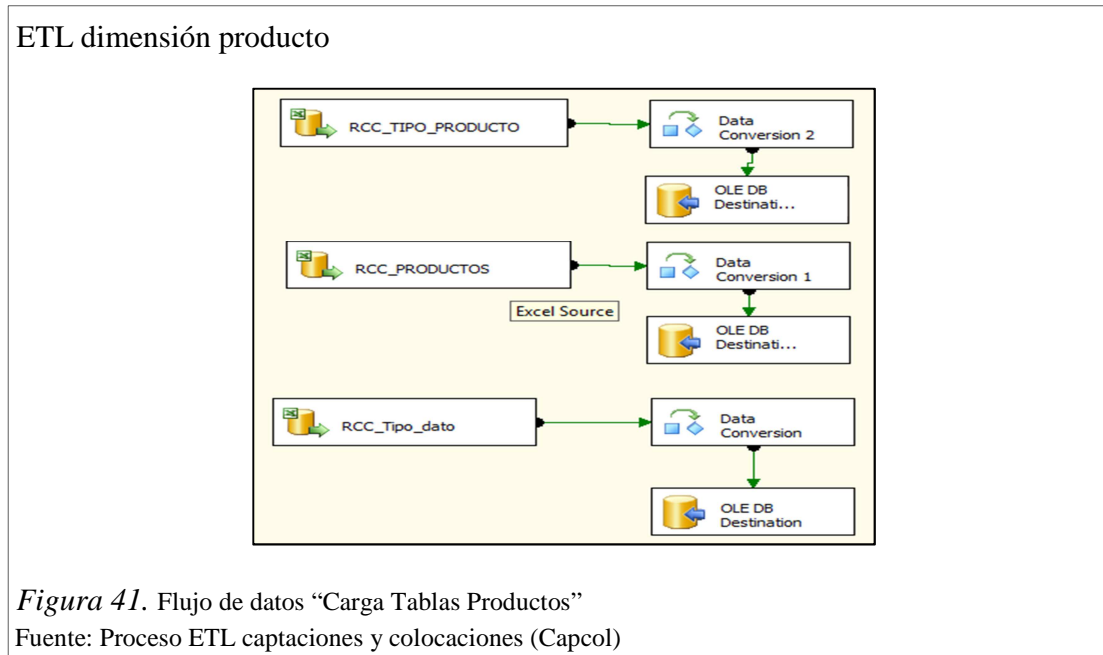 ETL dimensión producto
RCC_TIPO_PRODUCTO
Data
Conversion 2
OLE DB
Destinati...
RCC_PRODUCTOS
Data
Conversion 1
Excel Source
OLE DB
Destinati...
RCC_Tipo_dato
Data
Conversion
OLE DB
Destination
Figura 41. Flujo de datos “Carga Tablas Productos”
Fuente: Proceso ETL captaciones y colocaciones (Capcol)